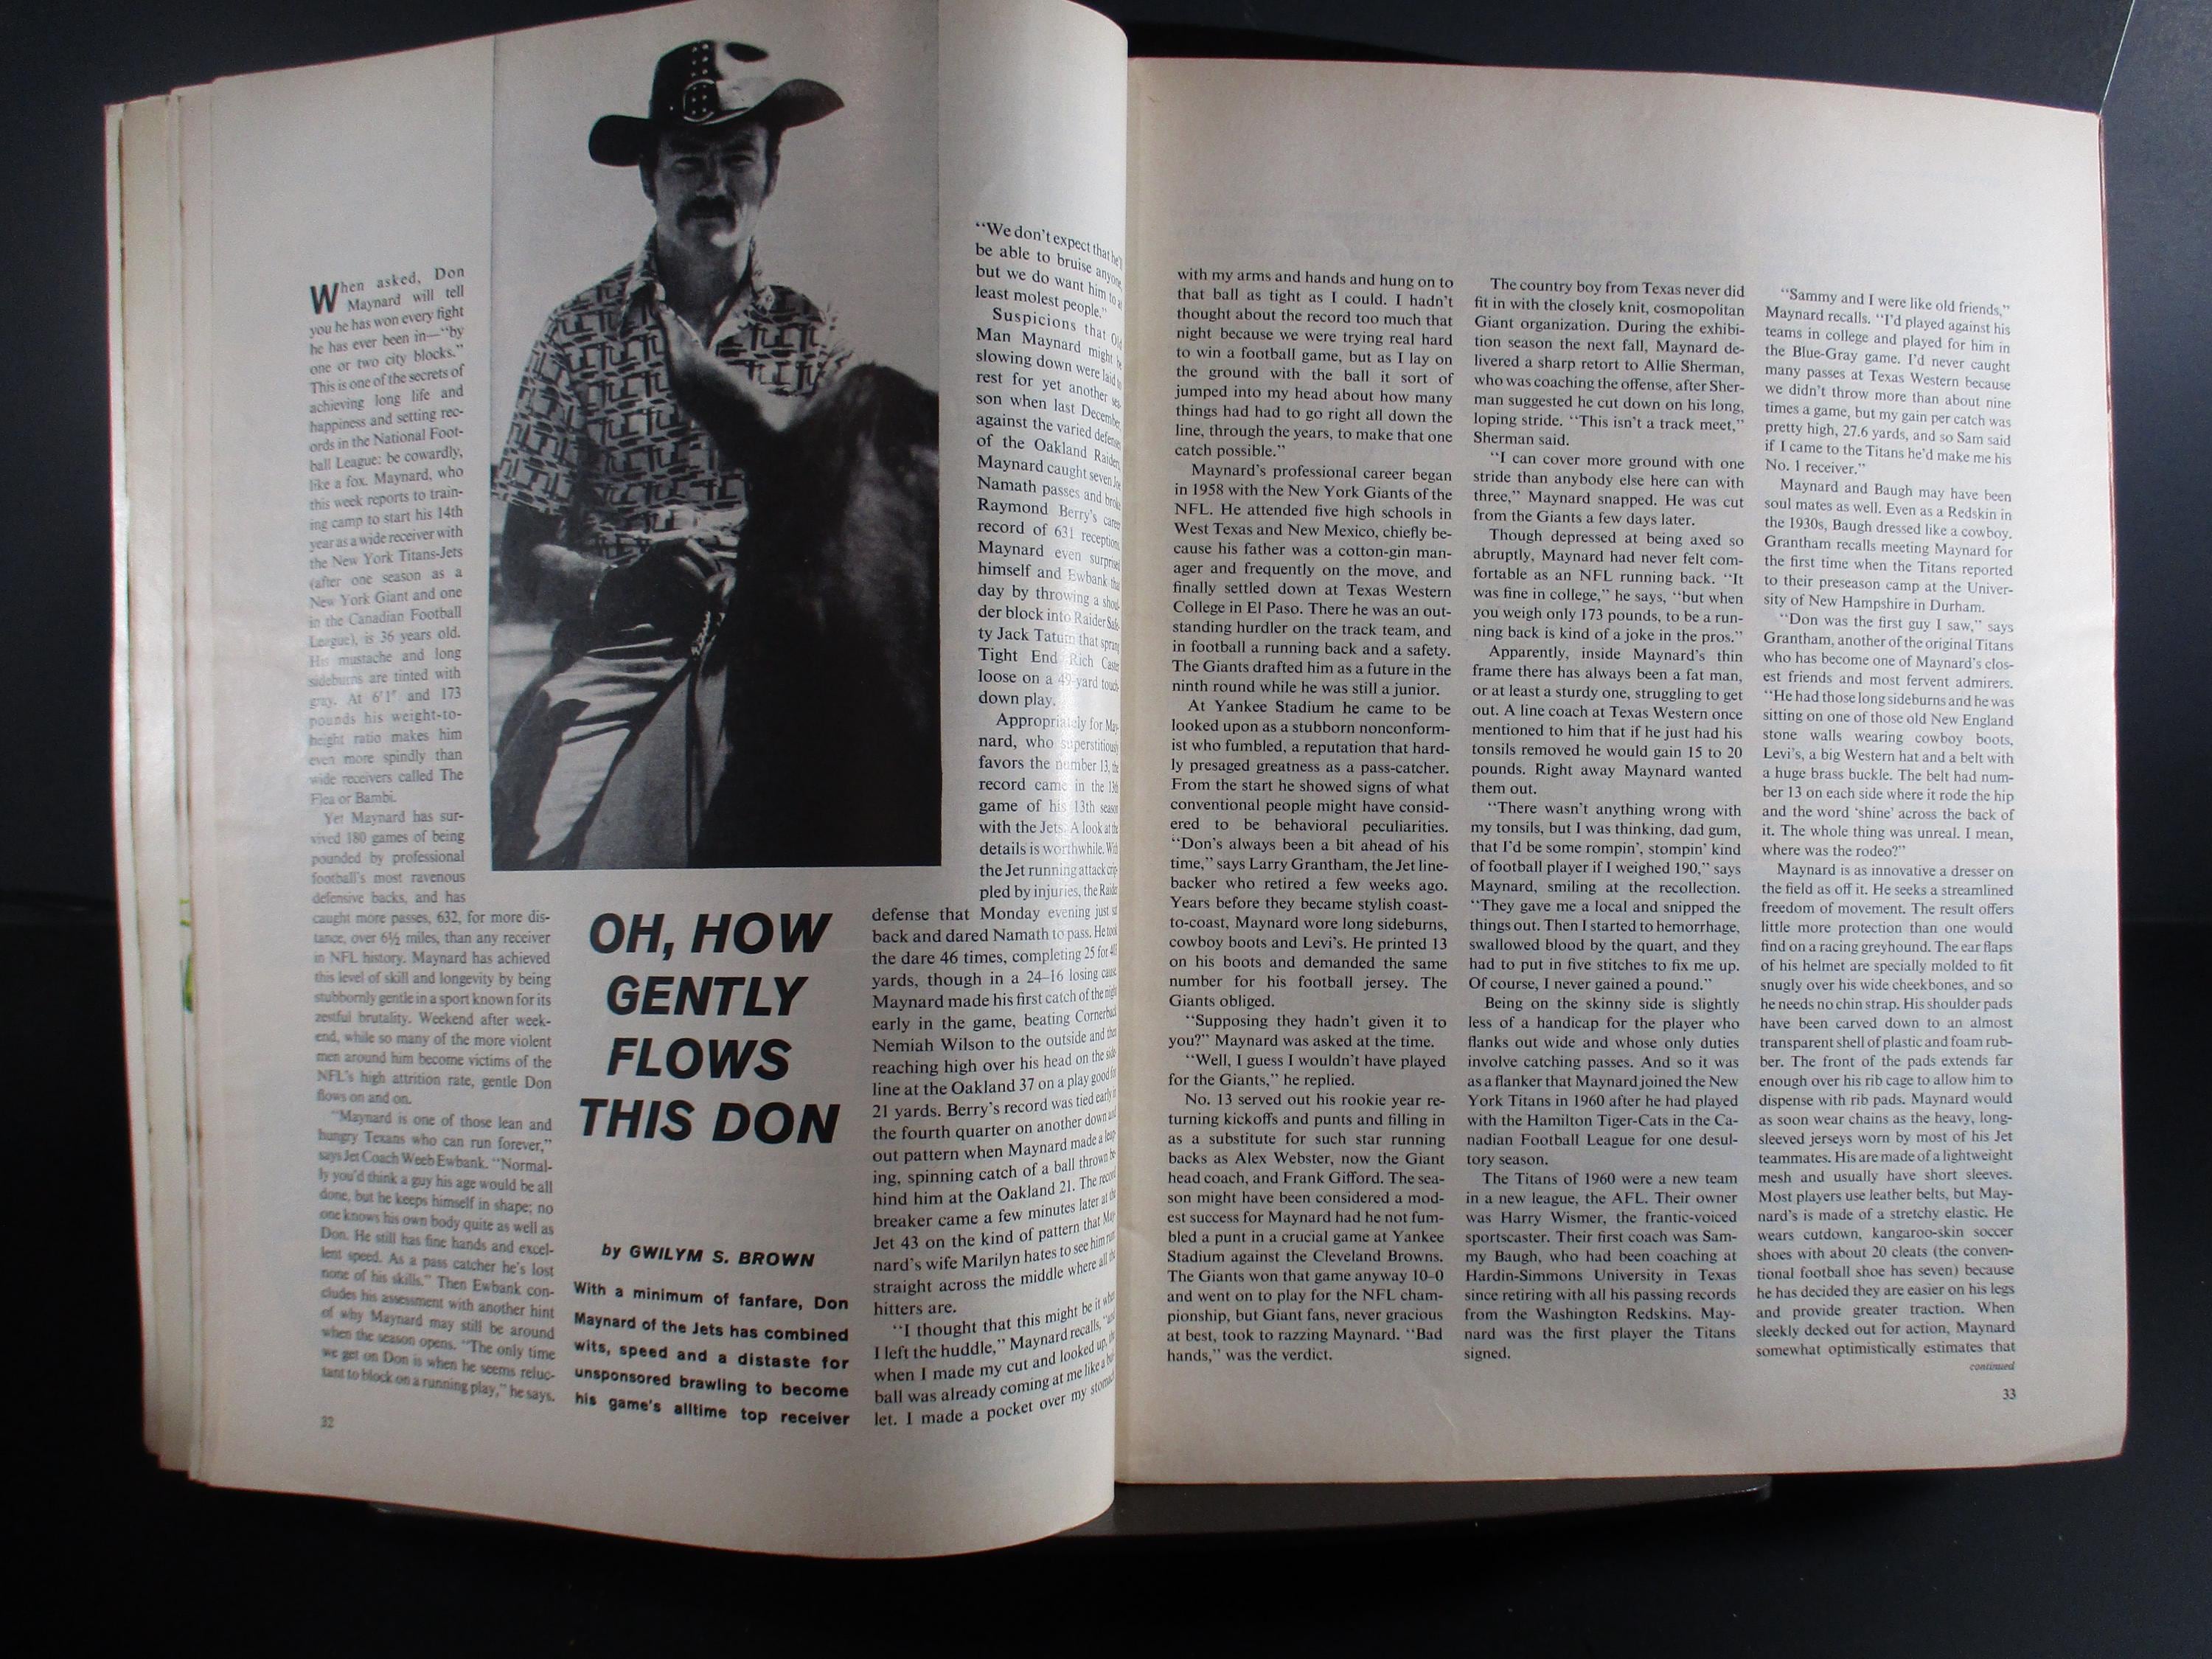 When asked, Don
Maynard will tell
you he has won every fight
he has ever been in—“by
one or two city blocks.”
This is one of the secrets of
achieving long life and
happiness and setting rec-
ords in the National Foot-
ball League: be cowardly,
like a fox. Maynard, who
this week reports to train-
ing camp to start his 14th
year as a wide receiver with
the New York Titans-Jets
(after one season as a
New York Giant and one
in the Canadian Football
League), is 36 years old.
His mustache and long
sideburns are tinted with
gray. At 6'1" and 173
pounds his weight-to-
height ratio makes him
even more spindly than
wide receivers called The
Flea or Bambi.
Yet Maynard has sur-
vived 180 games of being
pounded by professional
football's most ravenous
defensive backs, and has
caught more passes, 632, for more dis-
tance, over 6½ miles, than any receiver
in NFL history. Maynard has achieved
this level of skill and longevity by being
stubbornly gentle in a sport known for its
zestful brutality. Weekend after week-
end, while so many of the more violent
men around him become victims of the
NFL's high attrition rate, gentle Don
flows on and on.
“Maynard is one of those lean and
hungry Texans who can run forever,”
says Jet Coach Weeb Ewbank. “Normal-
ly you'd think a guy his age would be all
done, but he keeps himself in shape; no
one knows his own body quite as well as
Don. He still has fine hands and excel-
lent speed. As a pass catcher he's lost
none of his skills.” Then Ewbank con-
cludes his assessment with another hint
of why Maynard may still be around
when the season opens. “The only time
we get on Don is when he seems reluc-
tant to block on a running play,” he says.
32
OH, HOW
GENTLY
FLOWS
THIS DON
by GWILYM S. BROWN
With a minimum of fanfare, Don
Maynard of the Jets has combined
wits, speed and a distaste for
unsponsored brawling to become
his game's alltime top receiver
“We don't expect that he'll
be able to bruise anyone,
but we do want him to at
least molest people.”
Suspicions that Old
Man Maynard might be
slowing down were laid to
rest for yet another sea-
son when last December,
against the varied defenses
of the Oakland Raiders,
Maynard caught seven Joe
Namath passes and broke
Raymond Berry's career
record of 631 receptions.
Maynard even surprised
himself and Ewbank that
day by throwing a shoul-
der block into Raider Safe-
ty Jack Tatum that sprang
Tight End Rich Caster
loose on a 49-yard touch-
down play.
Appropriately for May-
nard, who superstitiously
favors the number 13, the
record came in the 13th
game of his 13th season
with the Jets. A look at the
details is worthwhile. With
the Jet running attack crip-
pled by injuries, the Raider
defense that Monday evening just sat
back and dared Namath to pass. He took
the dare 46 times, completing 25 for 403
yards, though in a 24–16 losing cause.
Maynard made his first catch of the night
early in the game, beating Cornerback
Nemiah Wilson to the outside and then
reaching high over his head on the side
line at the Oakland 37 on a play good for
21 yards. Berry's record was tied early in
the fourth quarter on another down and
out pattern when Maynard made a leap-
ing, spinning catch of a ball thrown be-
hind him at the Oakland 21. The record
breaker came a few minutes later at the
Jet 43 on the kind of pattern that May-
nard's wife Marilyn hates to see him run
straight across the middle where all the
hitters are.
“I thought that this might be it when
I left the huddle,” Maynard recalls, “and
when I made my cut and looked up, the
ball was already coming at me like a bul-
let. I made a pocket over my stomach
with my arms and hands and hung on to
that ball as tight as I could. I hadn't
thought about the record too much that
night because we were trying real hard
to win a football game, but as I lay on
the ground with the ball it sort of
jumped into my head about how many
things had had to go right all down the
line, through the years, to make that one
catch possible.”
Maynard's professional career began
in 1958 with the New York Giants of the
NFL. He attended five high schools in
West Texas and New Mexico, chiefly be-
cause his father was a cotton-gin man-
ager and frequently on the move, and
finally settled down at Texas Western
College in El Paso. There he was an out-
standing hurdler on the track team, and
in football a running back and a safety.
The Giants drafted him as a future in the
ninth round while he was still a junior.
At Yankee Stadium he came to be
looked upon as a stubborn nonconform-
ist who fumbled, a reputation that hard-
ly presaged greatness as a pass-catcher.
From the start he showed signs of what
conventional people might have consid-
ered to be behavioral peculiarities.
“Don's always been a bit ahead of his
time,” says Larry Grantham, the Jet line-
backer who retired a few weeks ago.
Years before they became stylish coast-
to-coast, Maynard wore long sideburns,
cowboy boots and Levi's. He printed 13
on his boots and demanded the same
number for his football jersey. The
Giants obliged.
“Supposing they hadn't given it to
you?” Maynard was asked at the time.
“Well, I guess I wouldn't have played
for the Giants,” he replied.
No. 13 served out his rookie year re-
turning kickoffs and punts and filling in
as a substitute for such star running
backs as Alex Webster, now the Giant
head coach, and Frank Gifford. The sea-
son might have been considered a mod-
est success for Maynard had he not fum-
bled a punt in a crucial game at Yankee
Stadium against the Cleveland Browns.
The Giants won that game anyway 10–0
and went on to play for the NFL cham-
pionship, but Giant fans, never gracious
at best, took to razzing Maynard. “Bad
hands,” was the verdict.
The country boy from Texas never did
fit in with the closely knit, cosmopolitan
Giant organization. During the exhibi-
tion season the next fall, Maynard de-
livered a sharp retort to Allie Sherman,
who was coaching the offense, after Sher-
man suggested he cut down on his long,
loping stride. “This isn't a track meet,”
Sherman said.
“I can cover more ground with one
stride than anybody else here can with
three,” Maynard snapped. He was cut
from the Giants a few days later.
Though depressed at being axed so
abruptly, Maynard had never felt com-
fortable as an NFL running back. “It
was fine in college,” he says, “but when
you weigh only 173 pounds, to be a run-
ning back is kind of a joke in the pros.”
Apparently, inside Maynard's thin
frame there has always been a fat man,
or at least a sturdy one, struggling to get
out. A line coach at Texas Western once
mentioned to him that if he just had his
tonsils removed he would gain 15 to 20
pounds. Right away Maynard wanted
them out.
“There wasn't anything wrong with
my tonsils, but I was thinking, dad gum,
that I'd be some rompin', stompin' kind
of football player if I weighed 190,” says
Maynard, smiling at the recollection.
“They gave me a local and snipped the
things out. Then I started to hemorrhage,
swallowed blood by the quart, and they
had to put in five stitches to fix me up.
Of course, I never gained a pound.”
Being on the skinny side is slightly
less of a handicap for the player who
flanks out wide and whose only duties
involve catching passes. And so it was
as a flanker that Maynard joined the New
York Titans in 1960 after he had played
with the Hamilton Tiger-Cats in the Ca-
nadian Football League for one desul-
tory season.
The Titans of 1960 were a new team
in a new league, the AFL. Their owner
was Harry Wismer, the frantic-voiced
sportscaster. Their first coach was Sam-
my Baugh, who had been coaching at
Hardin-Simmons University in Texas
since retiring with all his passing records
from the Washington Redskins. May-
nard was the first player the Titans
signed.
“Sammy and I were like old friends,”
Maynard recalls. “I'd played against his
teams in college and played for him in
the Blue-Gray game. I'd never caught
many passes at Texas Western because
we didn't throw more than about nine
times a game, but my gain per catch was
pretty high, 27.6 yards, and so Sam said
if I came to the Titans he'd make me his
No. 1 receiver.”
Maynard and Baugh may have been
soul mates as well. Even as a Redskin in
the 1930s, Baugh dressed like a cowboy.
Grantham recalls meeting Maynard for
the first time when the Titans reported
to their preseason camp at the Univer-
sity of New Hampshire in Durham.
“Don was the first guy I saw,” says
Grantham, another of the original Titans
who has become one of Maynard's clos-
est friends and most fervent admirers.
“He had those long sideburns and he was
sitting on one of those old New England
stone walls wearing cowboy boots,
Levi's, a big Western hat and a belt with
a huge brass buckle. The belt had num-
ber 13 on each side where it rode the hip
and the word ‘shine’ across the back of
it. The whole thing was unreal. I mean,
where was the rodeo?”
Maynard is as innovative a dresser on
the field as off it. He seeks a streamlined
freedom of movement. The result offers
little more protection than one would
find on a racing greyhound. The ear flaps
of his helmet are specially molded to fit
snugly over his wide cheekbones, and so
he needs no chin strap. His shoulder pads
have been carved down to an almost
transparent shell of plastic and foam rub-
ber. The front of the pads extends far
enough over his rib cage to allow him to
dispense with rib pads. Maynard would
as soon wear chains as the heavy, long-
sleeved jerseys worn by most of his Jet
teammates. His are made of a lightweight
mesh and usually have short sleeves.
Most players use leather belts, but May-
nard's is made of a stretchy elastic. He
wears cutdown, kangaroo-skin soccer
shoes with about 20 cleats (the conven-
tional football shoe has seven) because
he has decided they are easier on his legs
and provide greater traction. When
sleekly decked out for action, Maynard
somewhat optimistically estimates that
continued
33